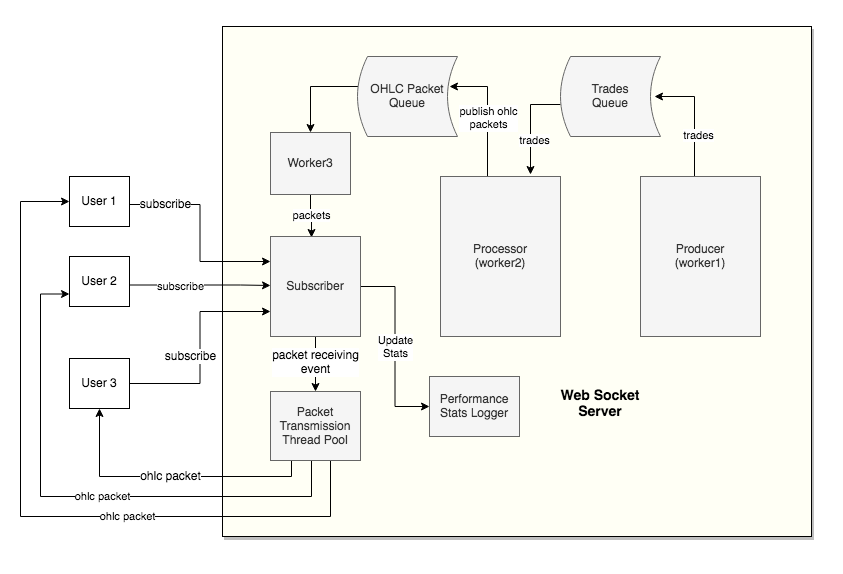 OHLC Packet
Queue
Trades
Queue
publish ohlc
packets
trades
trades
Worker3
packets
User 1
subscribe
User 2
subscribe
User 3
subscribe
Subscriber
Processor
(worker2)
Producer
(worker1)
Update
Stats
packet receiving
event
Performance
Stats Logger
Web Socket
Server
Packet
Transmission
Thread Pool
ohlc packet
ohlc packet
ohlc packet